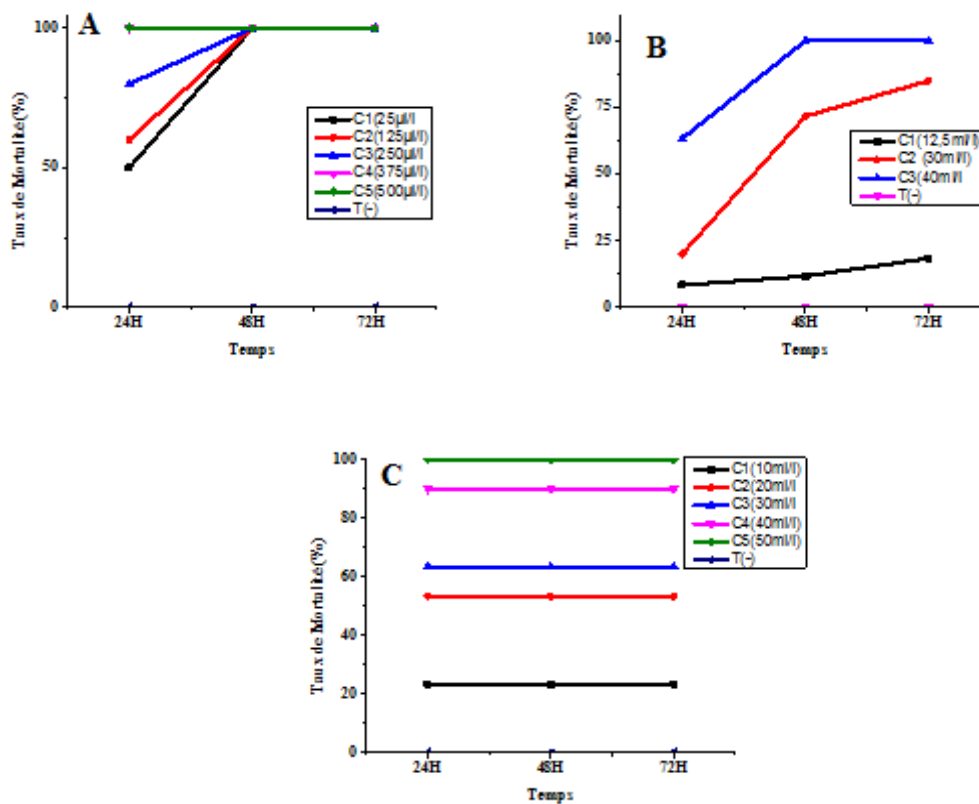 A
Taux de Mortalité(%)
100
50
0
24H
48H
72H
Temps
C1(25µl/l
C2(125µl/l)
C3(250µl/l
C4(375µl/l)
C5(500µl/l)
T(-)
B
Taux de Mortalité(%)
100
75
50
25
0
24H
48H
72H
Temps
C1(12,5ml/l)
C2 (30ml/l)
C3(40ml/l
T(-)
C
Taux de Mortalité(%)
100
80
60
40
20
0
24H
48H
72H
Temps
C1(10ml/l)
C2(20ml/l
C3(30ml/l
C4(40ml/l)
C5(50ml/l)
T(-)